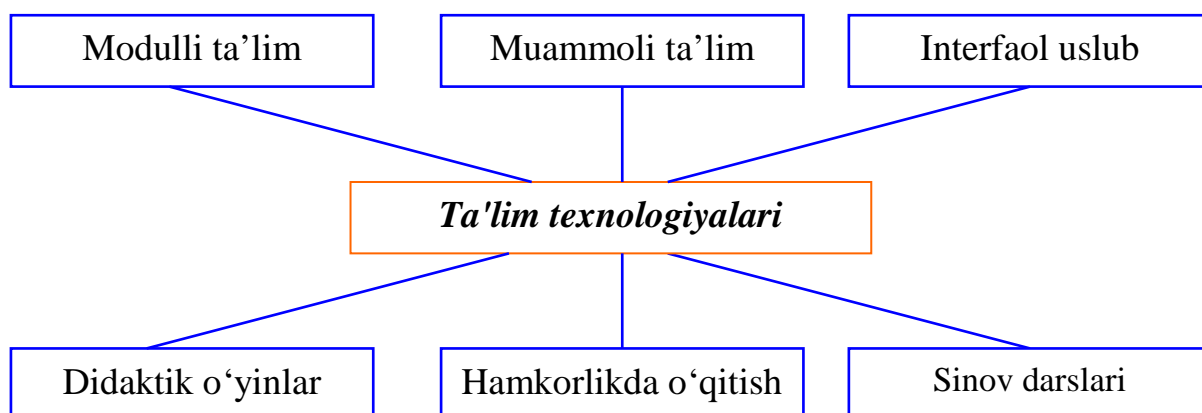 Modulli ta’lim
Muammoli ta’lim
Interfaol uslub
Ta'lim texnologiyalari
Didaktik o‘yinlar
Hamkorlikda o‘qitish
Sinov darslari